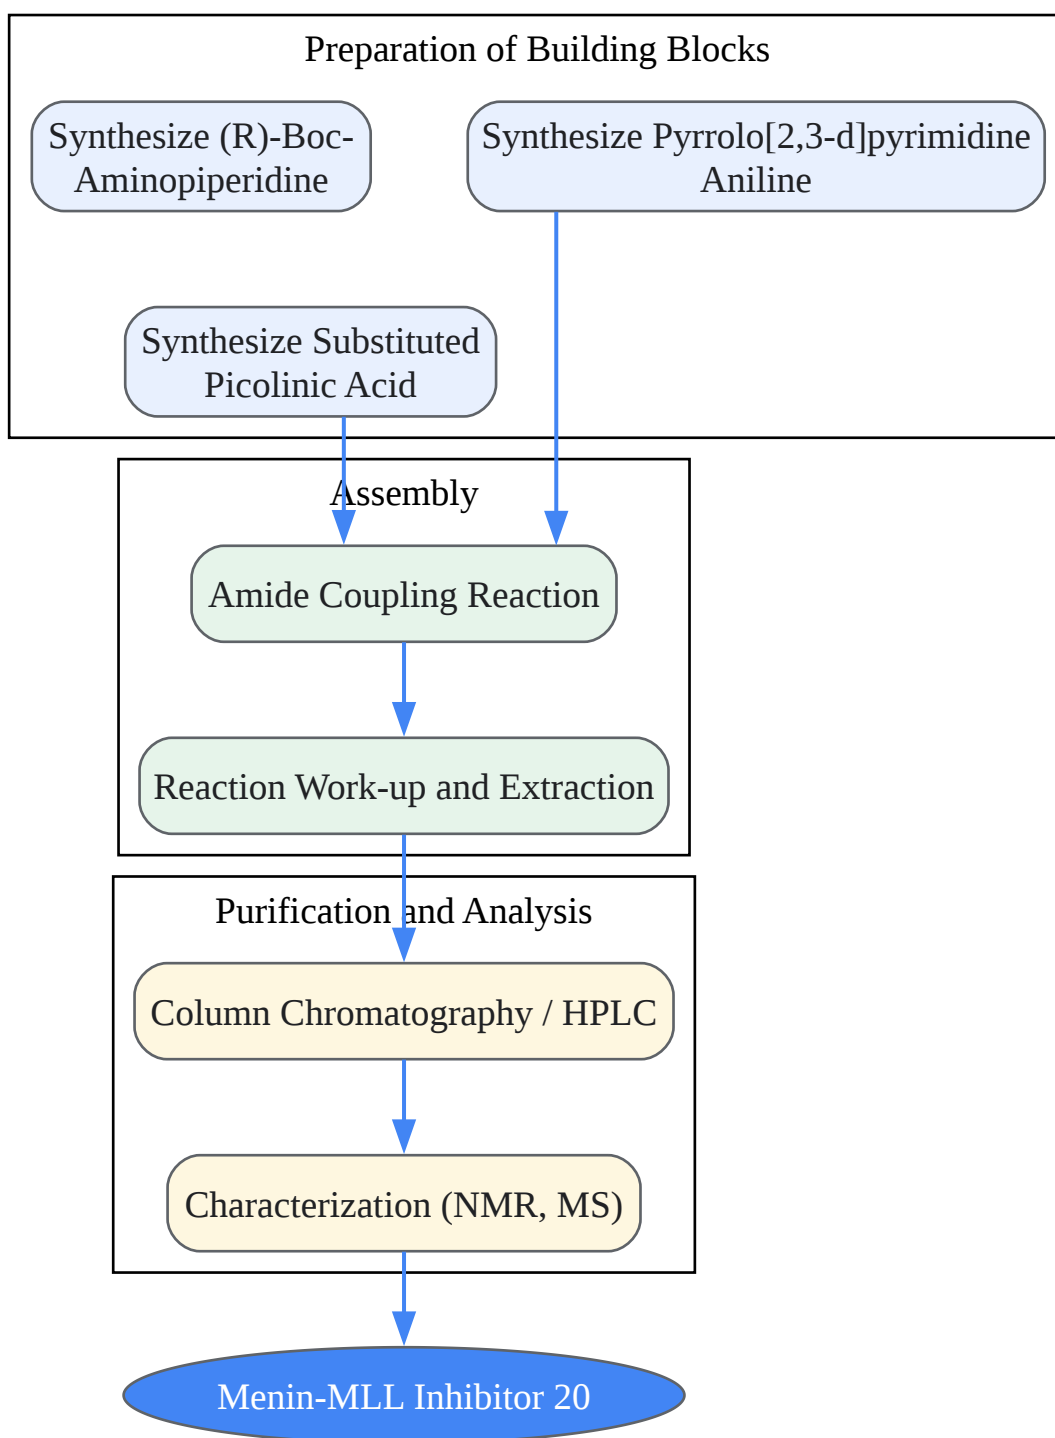 Preparation of Building Blocks
Synthesize (R)-Boc-
Aminopiperidine
Synthesize Pyrrolo[2,3-d]pyrimidine
Aniline
Synthesize Substituted
Picolinic Acid
Assembly
Amide Coupling Reaction
Reaction Work-up and Extraction
Purification and Analysis
Column Chromatography / HPLC
Characterization (NMR, MS)
Menin-MLL Inhibitor 20